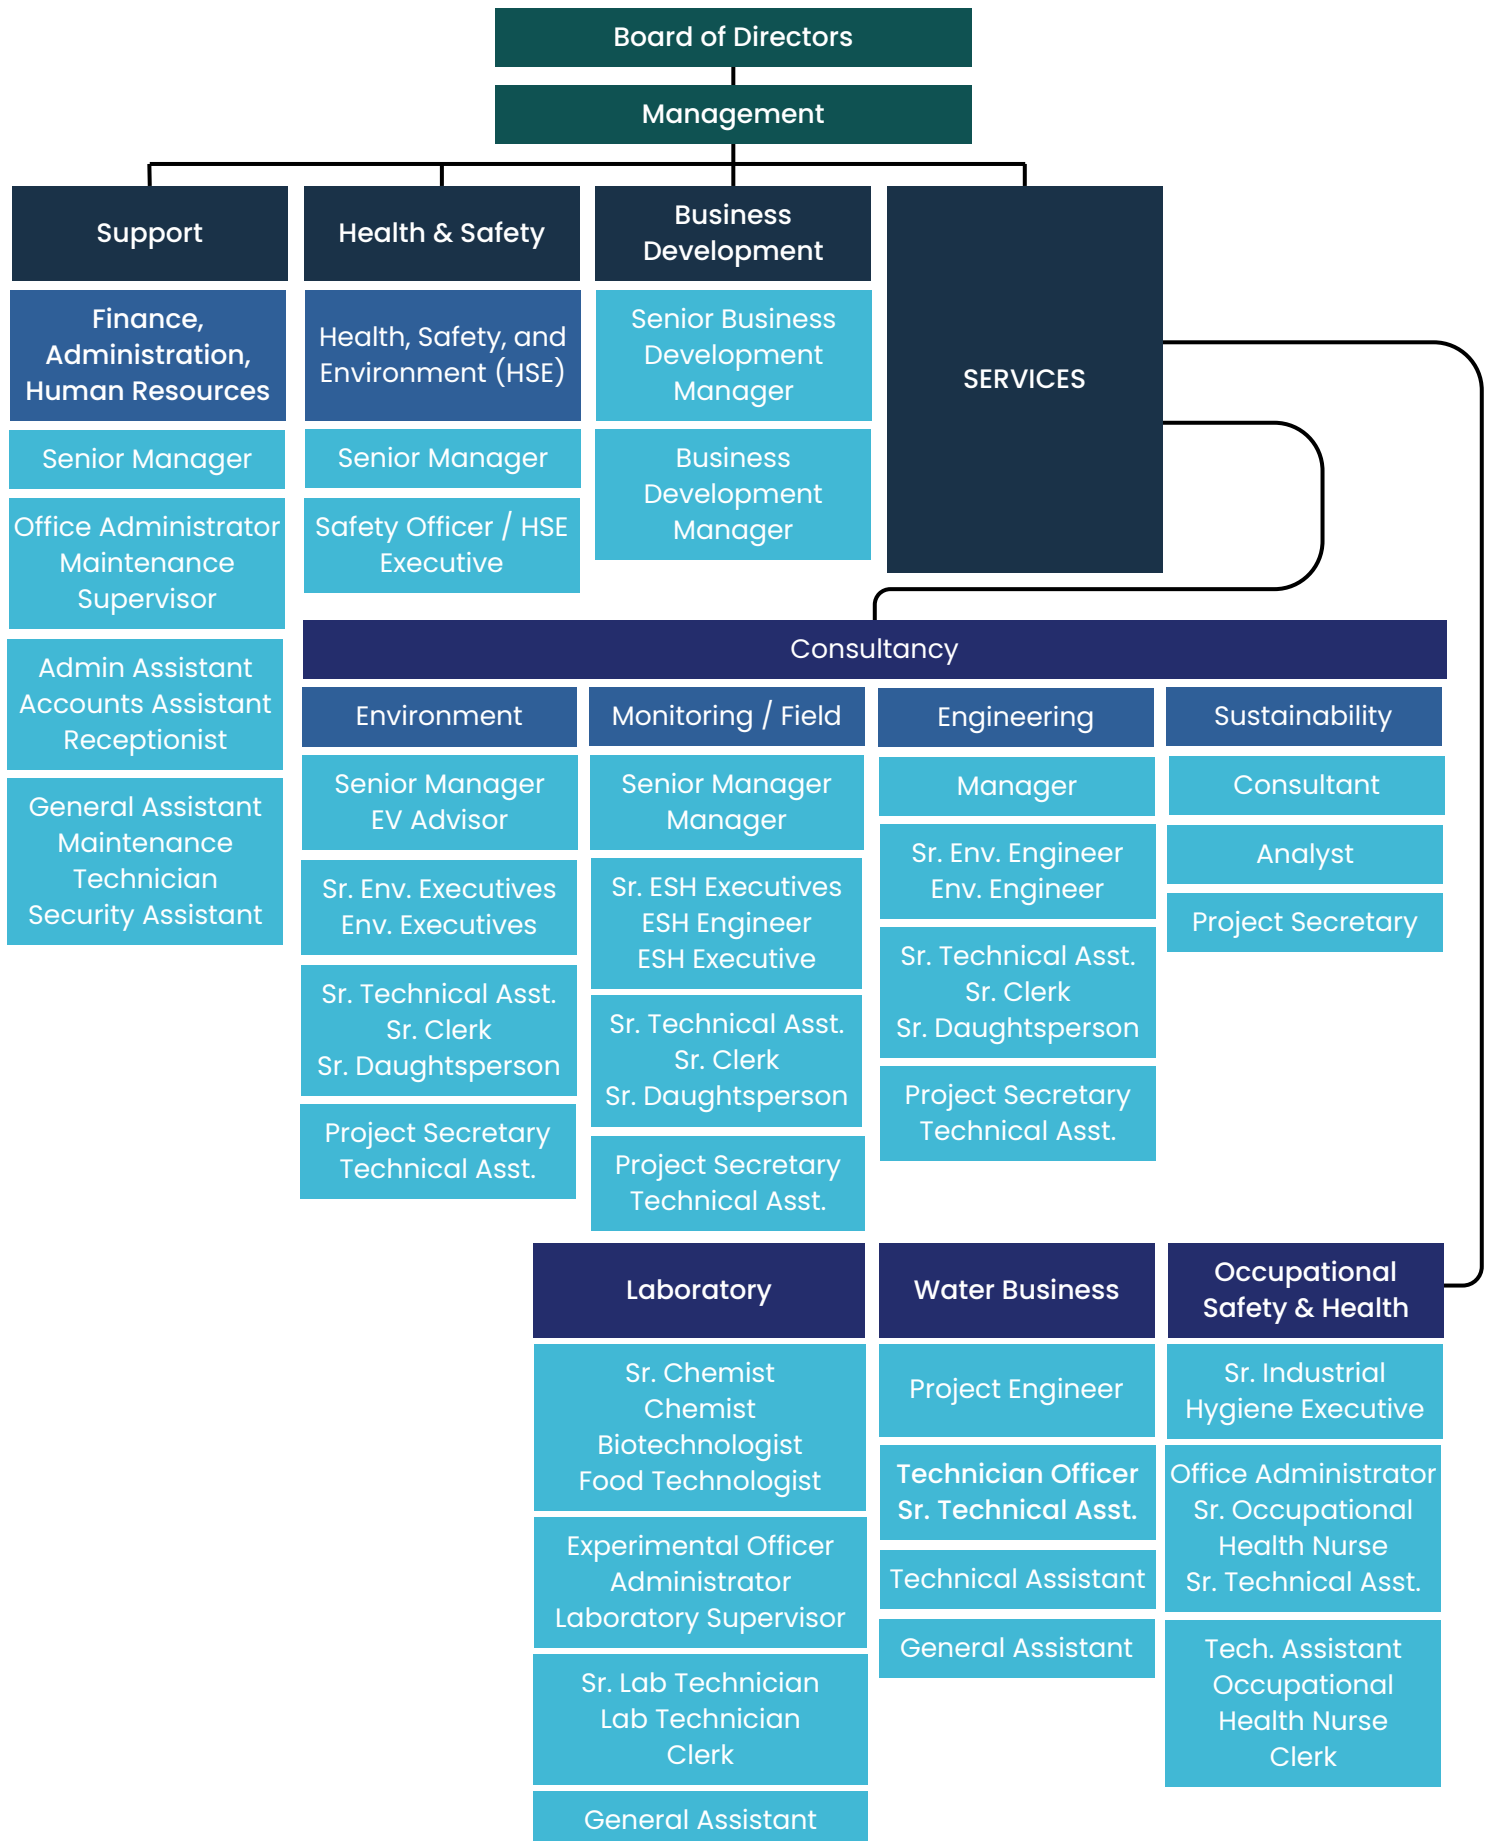 Board of Directors
Management
Support
Health & Safety
Business
Development
SERVICES
Finance,
Administration,
Human Resources
Senior Manager
Office Administrator
Maintenance
Supervisor
Admin Assistant
Accounts Assistant
Receptionist
General Assistant
Maintenance
Technician
Security Assistant
Health, Safety, and
Environment (HSE)
Senior Manager
Safety Officer / HSE
Executive
Senior Business
Development
Manager
Business
Development
Manager
Consultancy
Environment
Senior Manager
EV Advisor
Sr. Env. Executives
Env. Executives
Sr. Technical Asst.
Sr. Clerk
Sr. Daughtsperson
Project Secretary
Technical Asst.
Monitoring / Field
Senior Manager
Manager
Sr. ESH Executives
ESH Engineer
ESH Executive
Sr. Technical Asst.
Sr. Clerk
Sr. Daughtsperson
Project Secretary
Technical Asst.
Engineering
Manager
Sr. Env. Engineer
Env. Engineer
Sr. Technical Asst.
Sr. Clerk
Sr. Daughtsperson
Project Secretary
Technical Asst.
Sustainability
Consultant
Analyst
Project Secretary
Laboratory
Sr. Chemist
Chemist
Biotechnologist
Food Technologist
Experimental Officer
Administrator
Laboratory Supervisor
Sr. Lab Technician
Lab Technician
Clerk
General Assistant
Water Business
Project Engineer
Technician Officer
Sr. Technical Asst.
Technical Assistant
General Assistant
Occupational
Safety & Health
Sr. Industrial
Hygiene Executive
Office Administrator
Sr. Occupational
Health Nurse
Sr. Technical Asst.
Tech. Assistant
Occupational
Health Nurse
Clerk